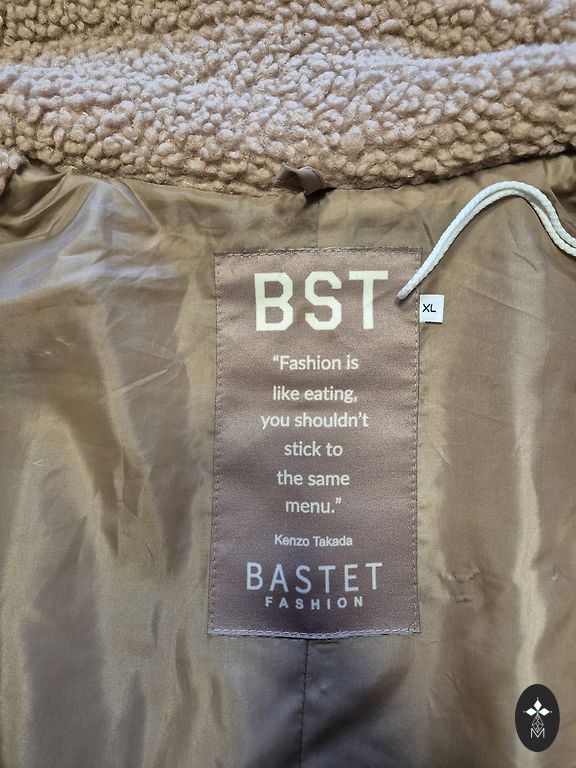 BST
XL
“Fashion is
like eating,
you shouldn’t
stick to
the same
menu.”
Kenzo Takada
BASTET
FASHION
M